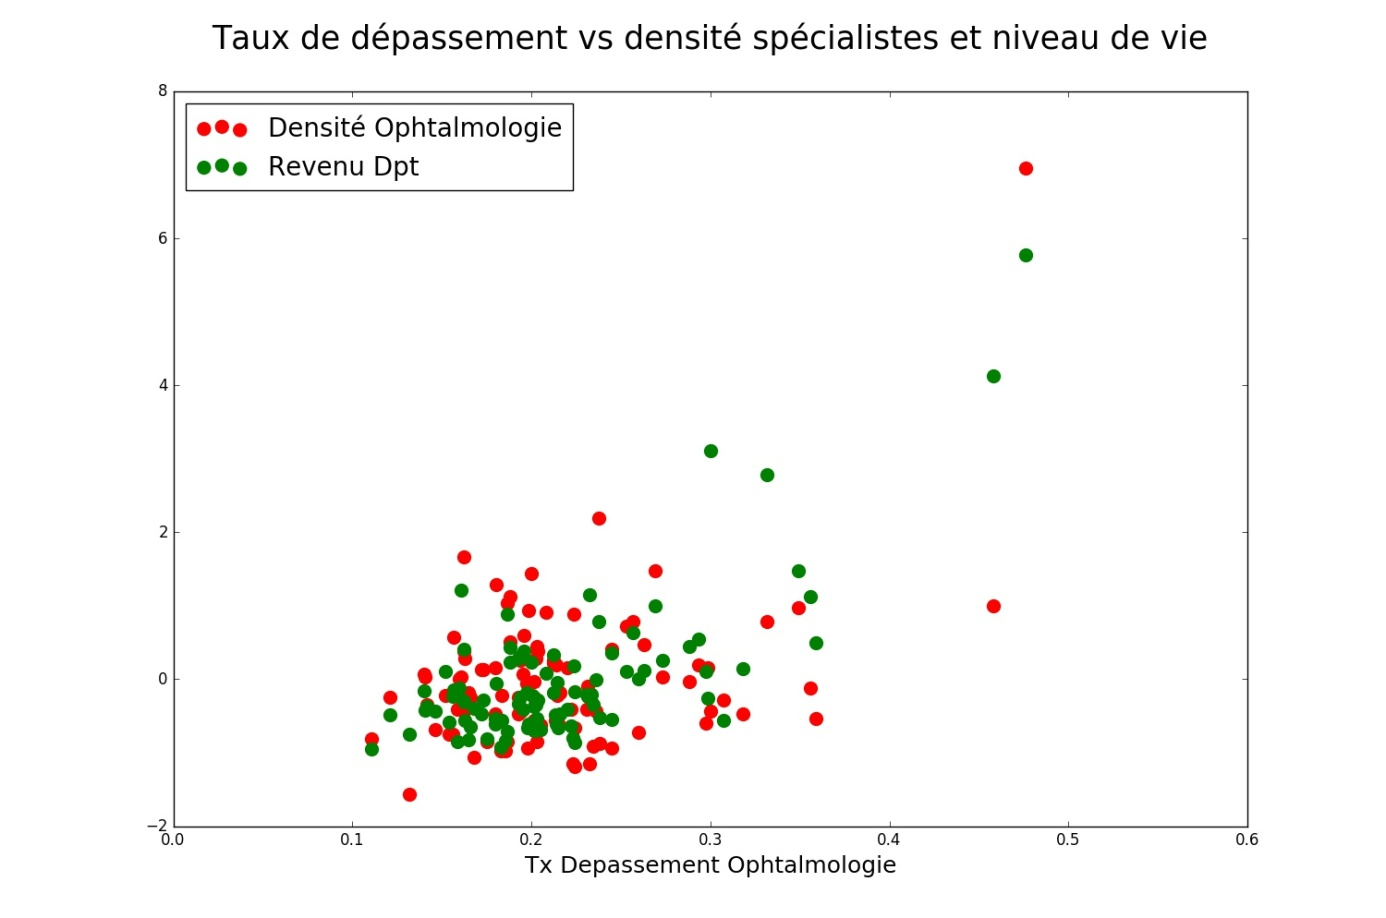 Taux de dépassement vs densité spécialistes et niveau de vie
8
Densité Ophtalmologie
Revenu Dpt
6
4
2
0
−2
0.0 0.1 0.2 0.3 0.4 0.5 0.6
Tx Depassement Ophtalmologie